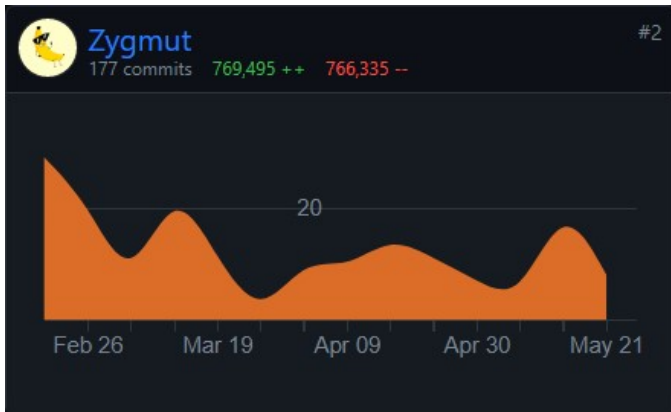 Zygmut
#2
177 commits 769,495 ++ 766,335 --
20
Feb 26 Mar 19 Apr 09 Apr 30 May 21